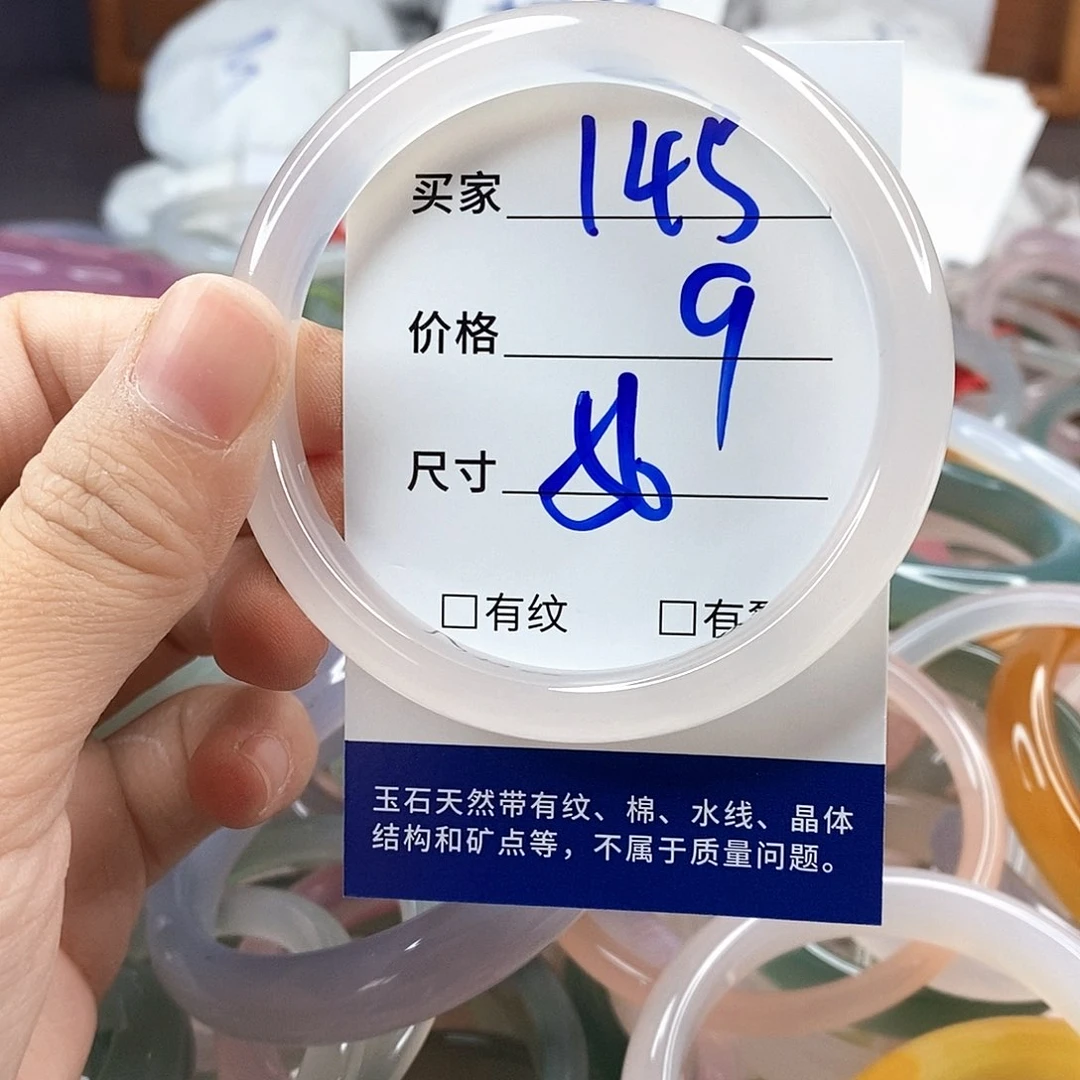 买家 145
价格 9
尺寸
□有纹 □有
玉石天然带有纹、棉、水线、晶体
结构和矿点等，不属于质量问题。